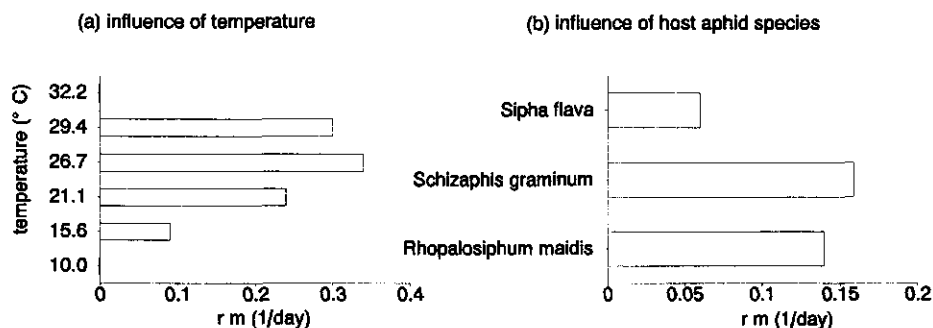 (a) influence of temperature
temperature (° C)
32.2
29.4
26.7
21.1
15.6
10.0
0 0.1 0.2 0.3 0.4
r m (1/day)
(b) influence of host aphid species
Sipha flava
Schizaphis graminum
Rhopalosiphum maidis
0 0.05 0.1 0.15 0.2
r m (1/day)